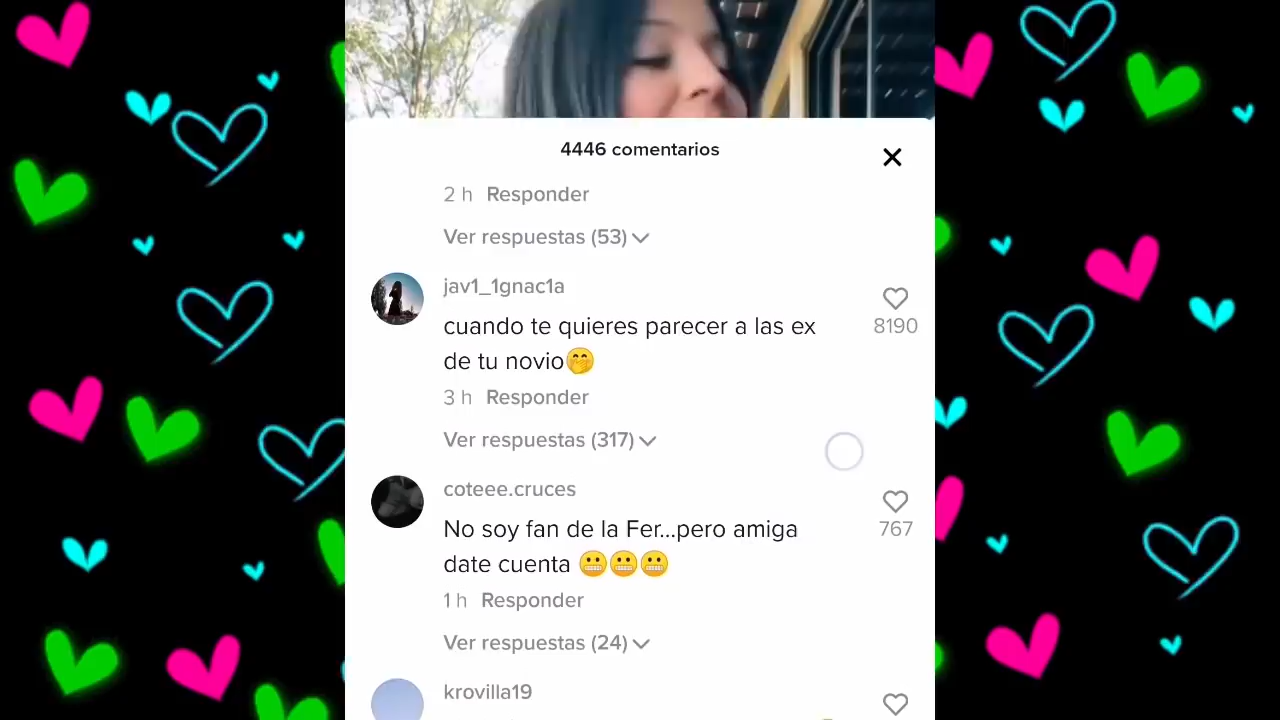 4446 comentarios
2 h Responder
Ver respuestas (53)
jav1_1gnac1a
cuando te quieres parecer a las ex
de tu novio🤭
8190
3 h Responder
Ver respuestas (317)
coteee.cruces
No soy fan de la Fer...pero amiga
date cuenta 😬😬😬
767
1 h Responder
Ver respuestas (24)
krovilla19